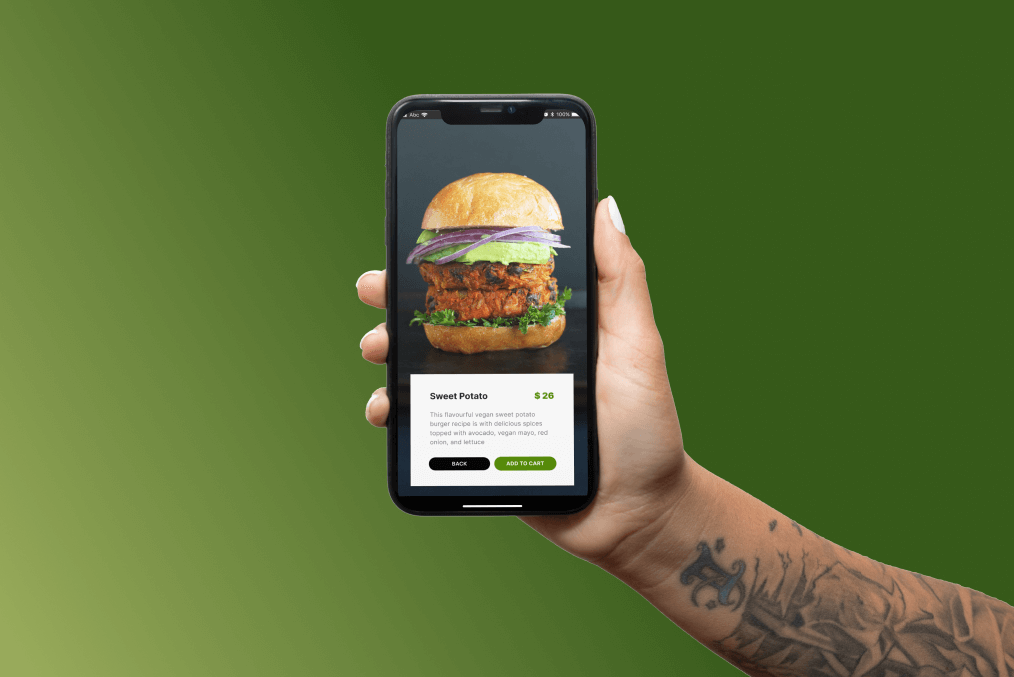 Abc 100%
Sweet Potato $ 26
This flavourful vegan sweet potato
burger recipe is with delicious spices
topped with avocado, vegan mayo, red
onion, and lettuce
BACK ADD TO CART